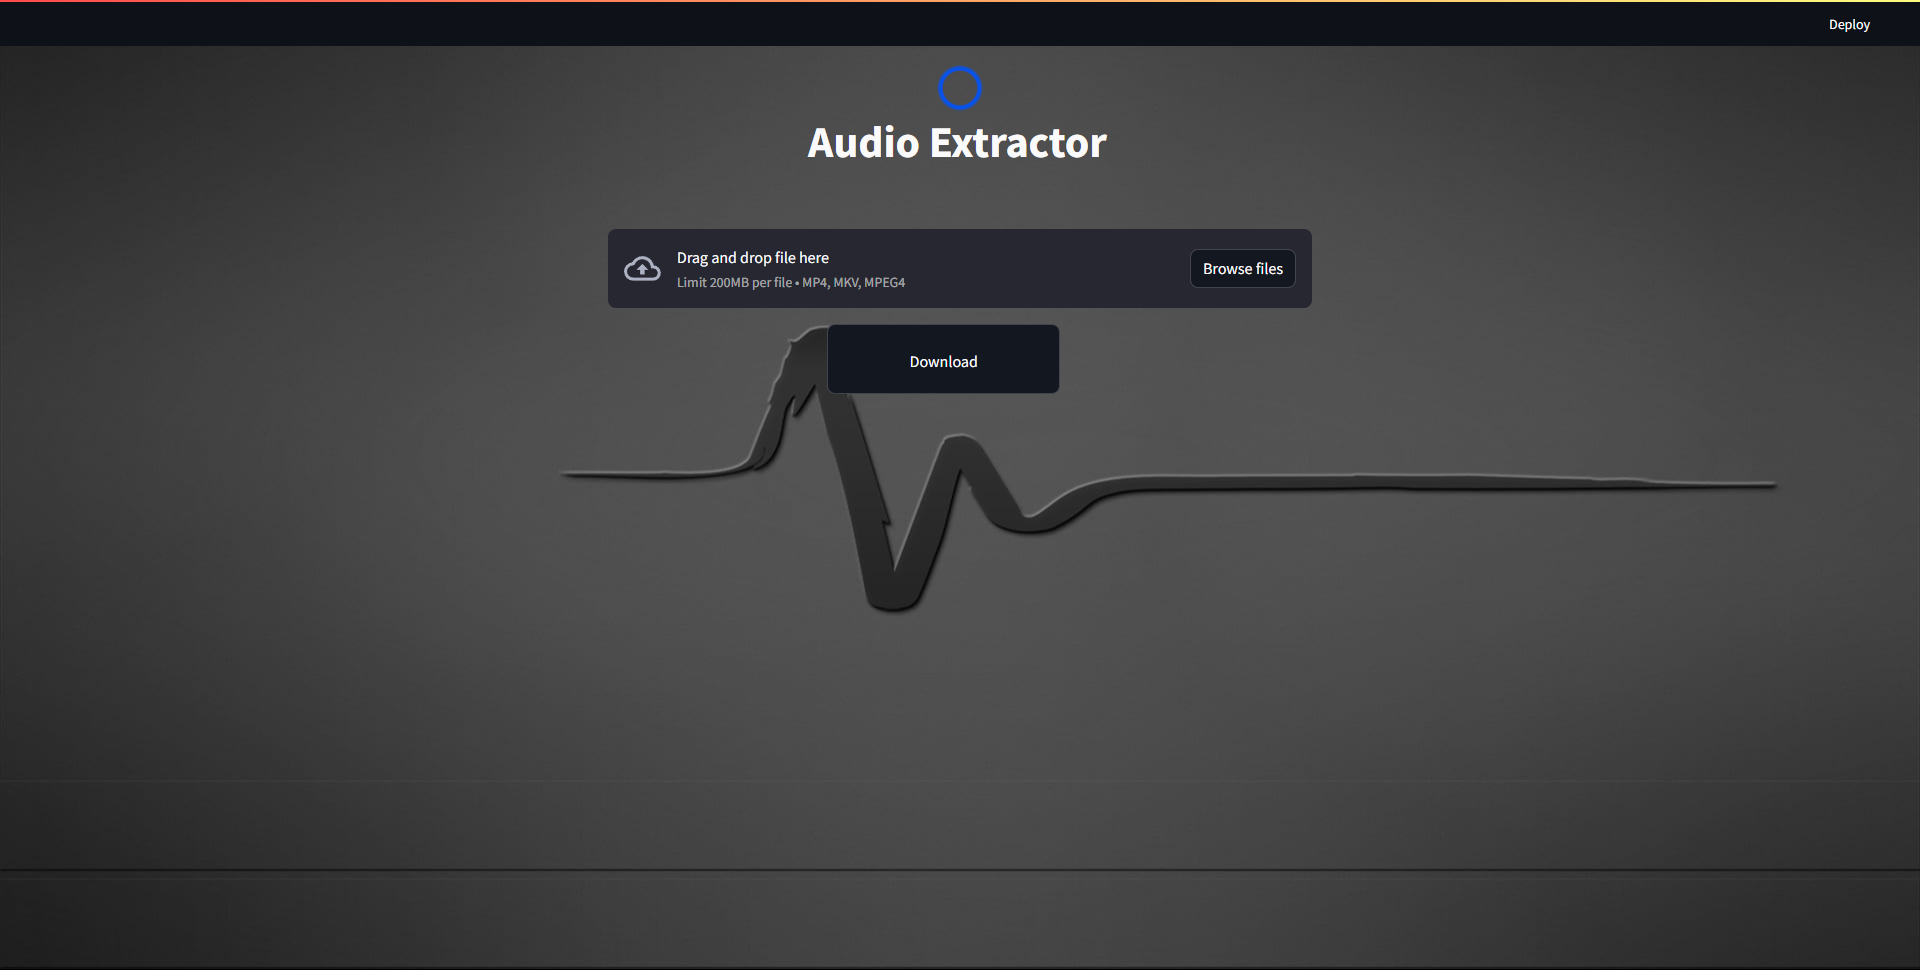 Deploy
Audio Extractor
Drag and drop file here
Limit 200MB per file • MP4, MKV, MPEG4
Browse files
Download